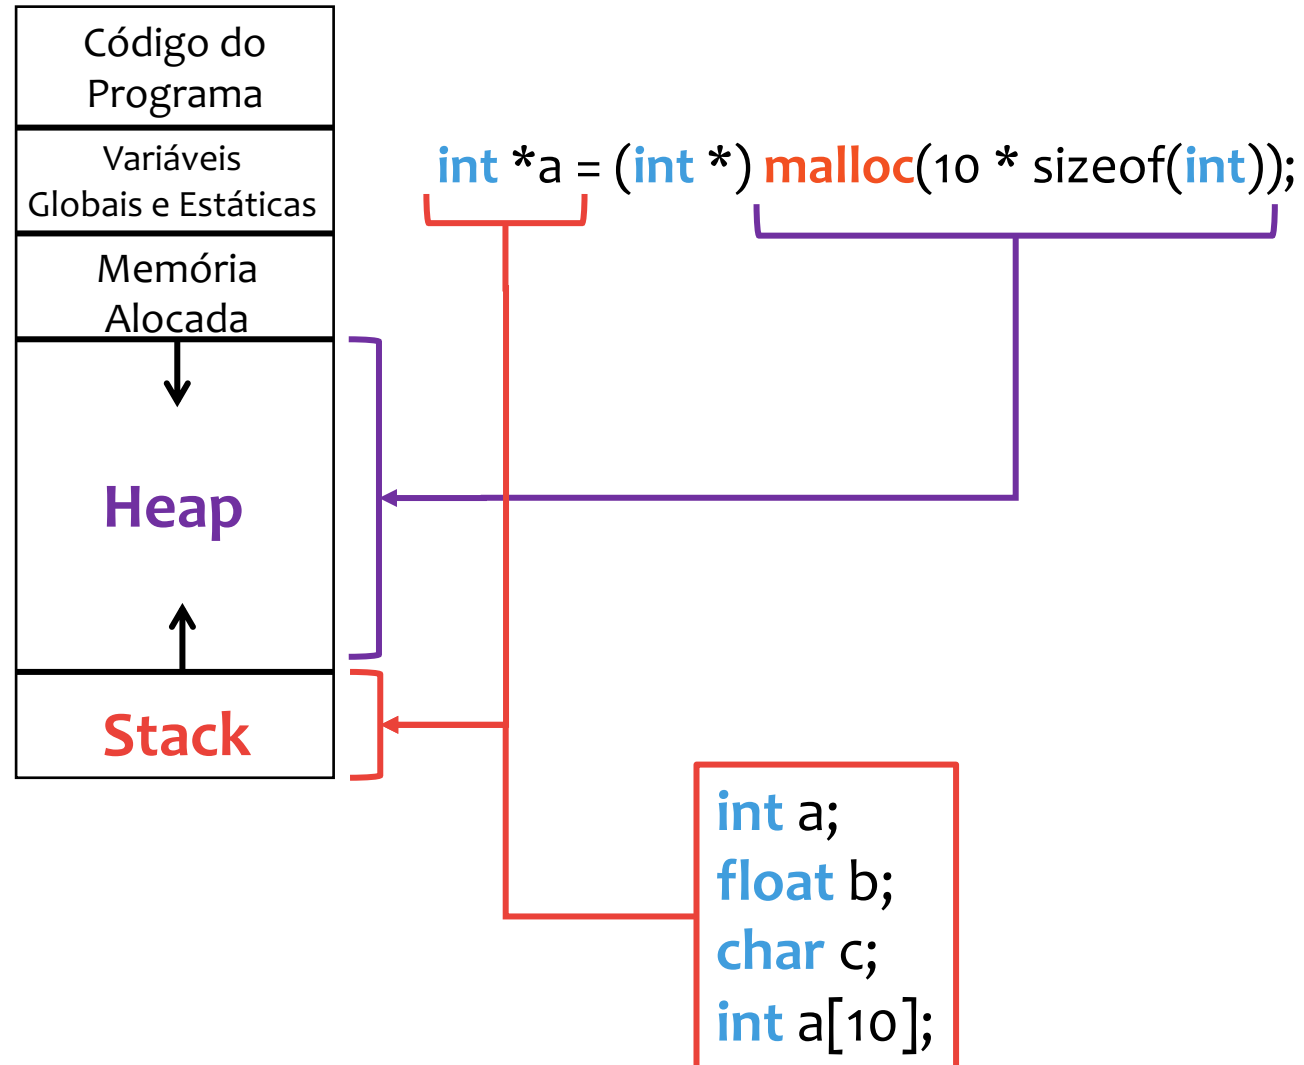 Código do
Programa
Variáveis
Globais e Estáticas
Memória
Alocada
Heap
Stack
int *a = (int *) malloc(10 * sizeof(int));
int a;
float b;
char c;
int a[10];